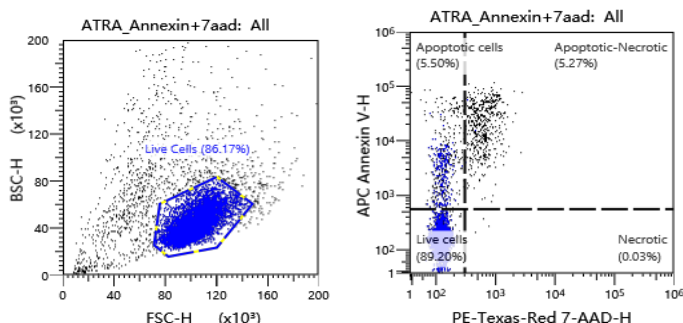 ATRA_Annexin+7aad: All
200
160
120
80
40
0
BSC-H (x10³)
Live Cells (86.17%)
0 40 80 120 160 200
FSC-H (x10³)
ATRA_Annexin+7aad: All
10⁶
10⁵
10⁴
10³
10²
1
APC Annexin V-H
Apoptotic cells
(5.50%)
Apoptotic-Necrotic
(5.27%)
Live cells
(89.20%)
Necrotic
(0.03%)
1 10² 10³ 10⁴ 10⁵ 10⁶
PE-Texas-Red 7-AAD-H